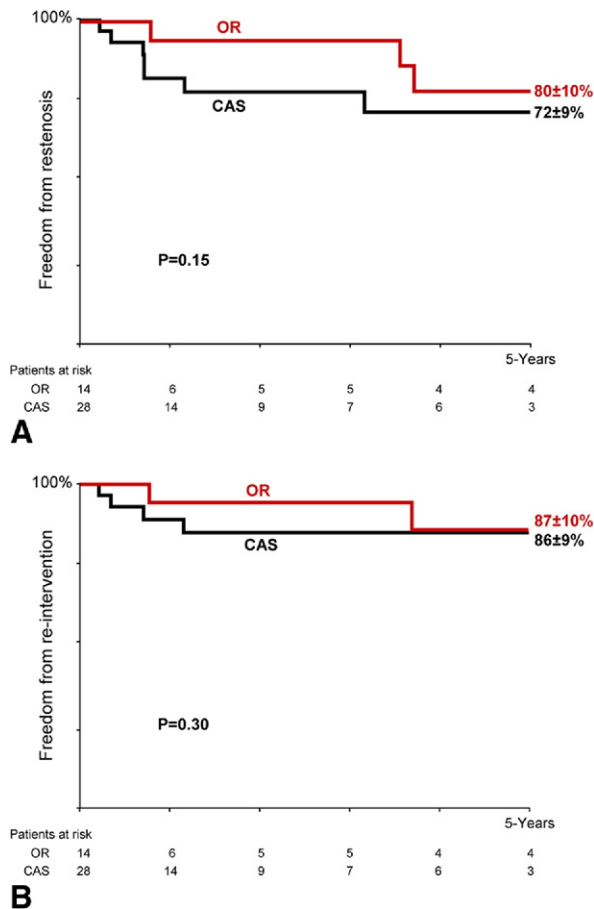 100%
OR
80±10%
CAS
72±9%
Freedom from restenosis
P=0.15
5-Years
Patients at risk
OR 14 6 5 5 4 4
CAS 28 14 9 7 6 3
A
100%
OR
87±10%
CAS
86±9%
Freedom from re-intervention
P=0.30
5-Years
Patients at risk
OR 14 6 5 5 4 4
CAS 28 14 9 7 6 3
B